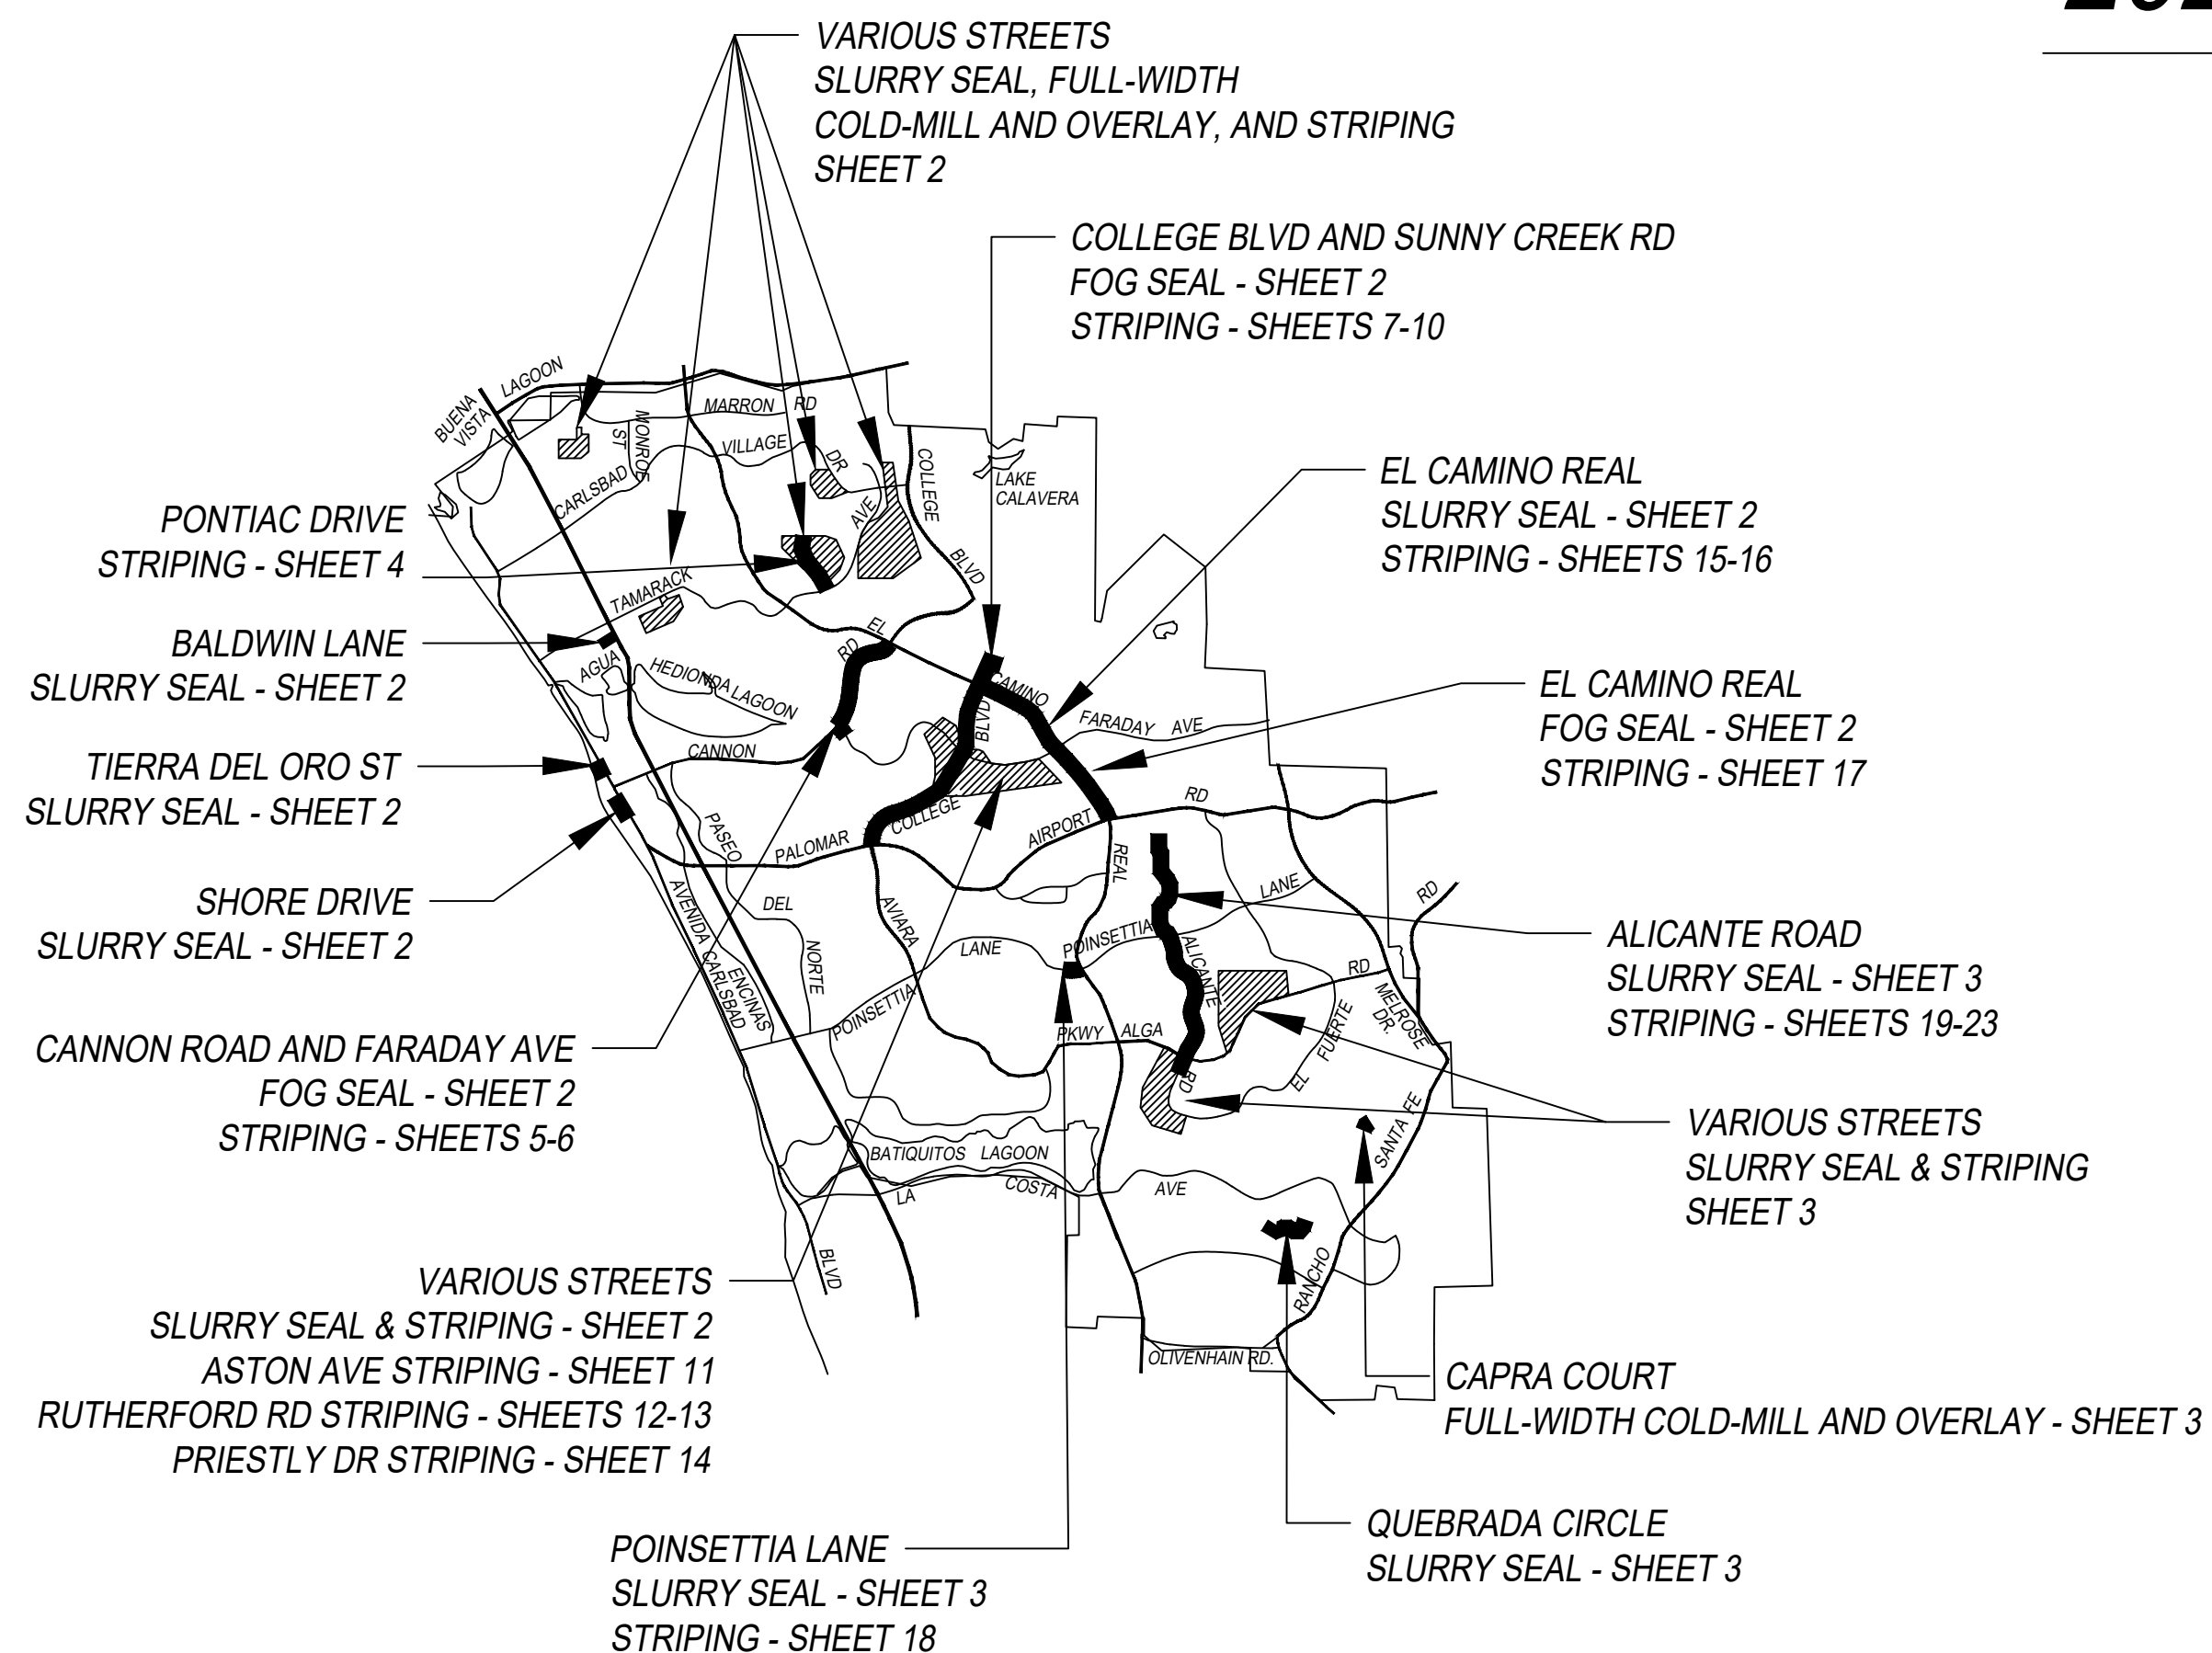 VARIOUS STREETS
SLURRY SEAL, FULL-WIDTH
COLD-MILL AND OVERLAY, AND STRIPING
SHEET 2
COLLEGE BLVD AND SUNNY CREEK RD
FOG SEAL - SHEET 2
STRIPING - SHEETS 7-10
EL CAMINO REAL
SLURRY SEAL - SHEET 2
STRIPING - SHEETS 15-16
EL CAMINO REAL
FOG SEAL - SHEET 2
STRIPING - SHEET 17
ALICANTE ROAD
SLURRY SEAL - SHEET 3
STRIPING - SHEETS 19-23
VARIOUS STREETS
SLURRY SEAL & STRIPING
SHEET 3
CAPRA COURT
FULL-WIDTH COLD-MILL AND OVERLAY - SHEET 3
QUEBRADA CIRCLE
SLURRY SEAL - SHEET 3
POINSETTIA LANE
SLURRY SEAL - SHEET 3
STRIPING - SHEET 18
VARIOUS STREETS
SLURRY SEAL & STRIPING - SHEET 2
ASTON AVE STRIPING - SHEET 11
RUTHERFORD RD STRIPING - SHEETS 12-13
PRIESTLY DR STRIPING - SHEET 14
CANNON ROAD AND FARADAY AVE
FOG SEAL - SHEET 2
STRIPING - SHEETS 5-6
SHORE DRIVE
SLURRY SEAL - SHEET 2
TIERRA DEL ORO ST
SLURRY SEAL - SHEET 2
BALDWIN LANE
SLURRY SEAL - SHEET 2
PONTIAC DRIVE
STRIPING - SHEET 4
BUENA
VISTA
LAGOON
MARRON RD
MONROE
ST
CARLSBAD
VILLAGE
DR
AVE
COLLEGE
BLVD
LAKE
CALAVERA
TAMARACK
EL
RD
AGUA
HEDIONDA
LAGOON
CAMINO
BLVD
FARADAY AVE
CANNON
COLLEGE
PASEO
PALOMAR
AIRPORT
RD
REAL
AVENIDA
ENCINAS
CARLSBAD
DEL
NORTE
AVIARA
LANE
POINSETTIA
POINSETTIA
LANE
ALICANTE
RD
RD
MELROSE
DR.
PKWY
ALGA
RD
EL
FUERTE
SANTA FE
BATIQUITOS LAGOON
LA
COSTA
AVE
BLVD
RANCHO
OLIVENHAIN RD.